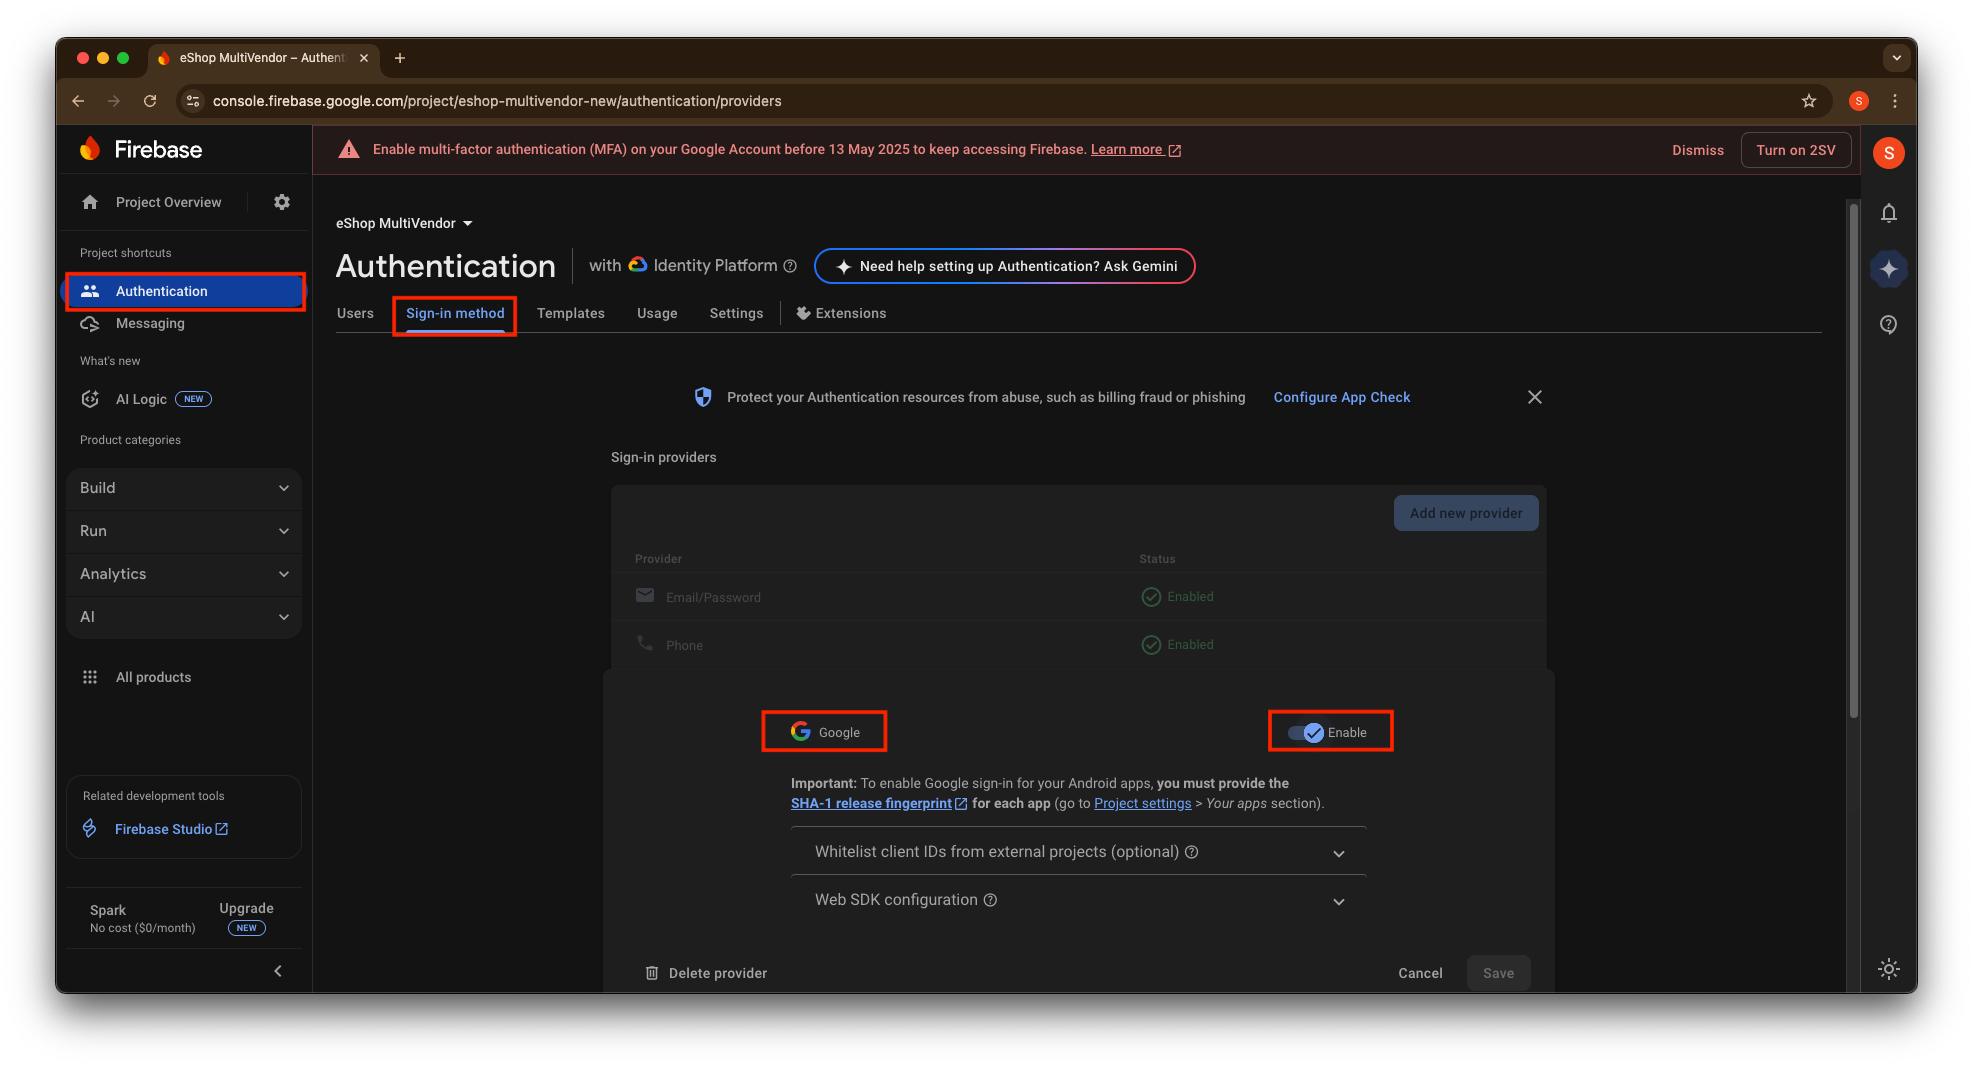 eShop MultiVendor – Authent
console.firebase.google.com/project/eshop-multivendor-new/authentication/providers
S
Firebase
Enable multi-factor authentication (MFA) on your Google Account before 13 May 2025 to keep accessing Firebase. Learn more
Dismiss
Turn on 2SV
S
Project Overview
Project shortcuts
Authentication
Messaging
What's new
AI Logic NEW
Product categories
Build
Run
Analytics
AI
All products
Related development tools
Firebase Studio
Spark
No cost ($0/month)
Upgrade
NEW
eShop MultiVendor
Authentication
with Identity Platform
Need help setting up Authentication? Ask Gemini
Users
Sign-in method
Templates
Usage
Settings
Extensions
Protect your Authentication resources from abuse, such as billing fraud or phishing
Configure App Check
Sign-in providers
Add new provider
Provider
Status
Email/Password
Enabled
Phone
Enabled
Google
Enable
Important: To enable Google sign-in for your Android apps, you must provide the
SHA-1 release fingerprint for each app (go to Project settings > Your apps section).
Whitelist client IDs from external projects (optional)
Web SDK configuration
Delete provider
Cancel
Save